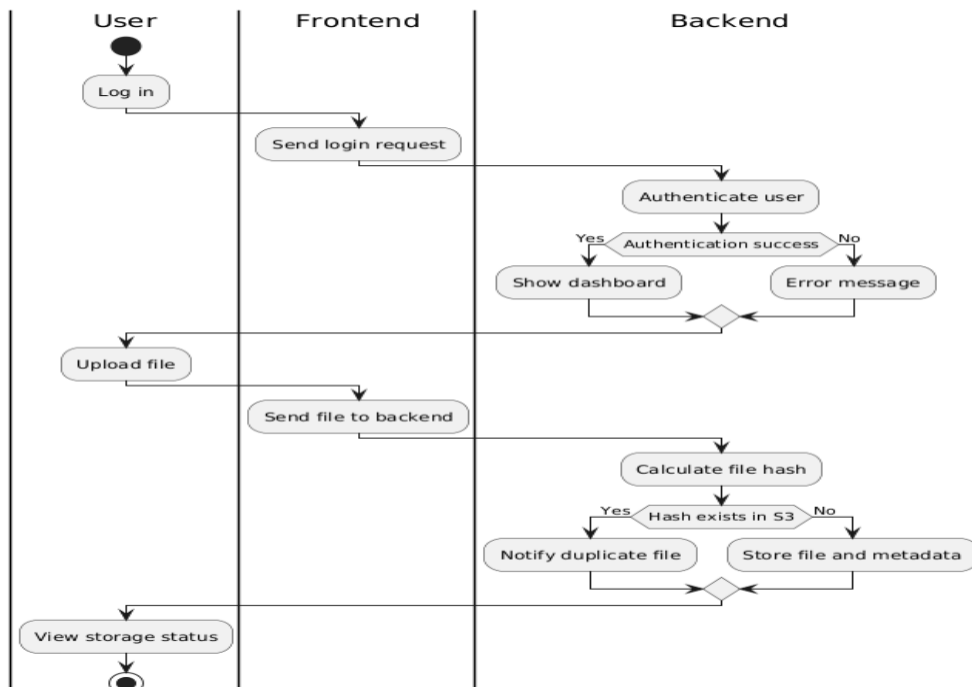 User Frontend Backend
Log in
Send login request
Authenticate user
Yes Authentication success No
Show dashboard Error message
Upload file
Send file to backend
Calculate file hash
Yes Hash exists in S3 No
Notify duplicate file Store file and metadata
View storage status